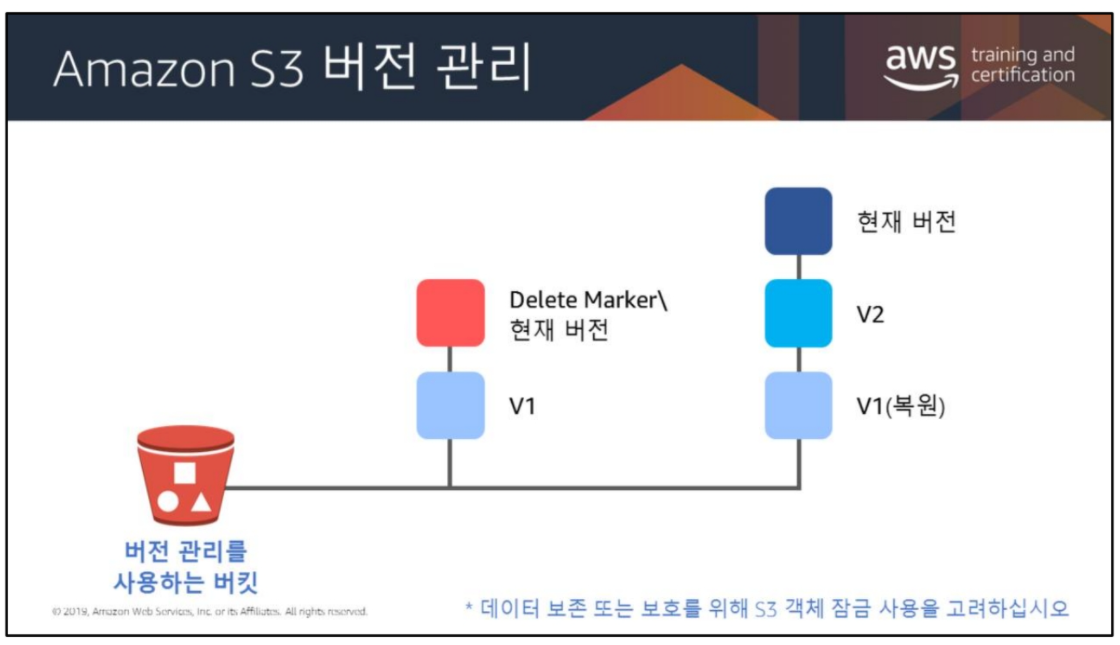 Amazon S3 버전 관리
aws training and
certification
현재 버전
Delete Marker\
현재 버전
V2
V1
V1(복원)
버전 관리를
사용하는 버킷
© 2019, Amazon Web Services, Inc. or its Affiliates. All rights reserved.
* 데이터 보존 또는 보호를 위해 S3 객체 잠금 사용을 고려하십시오